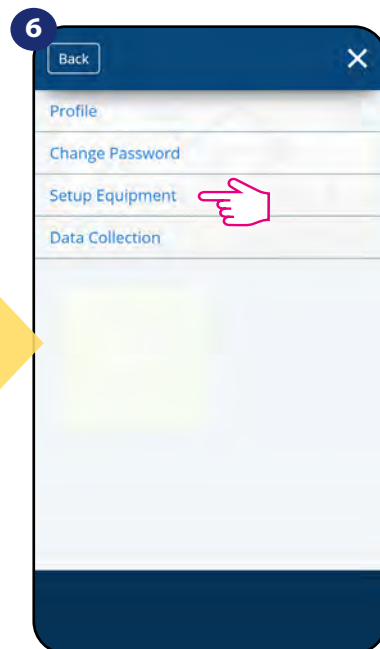 6
Back
Profile
Change Password
Setup Equipment
Data Collection